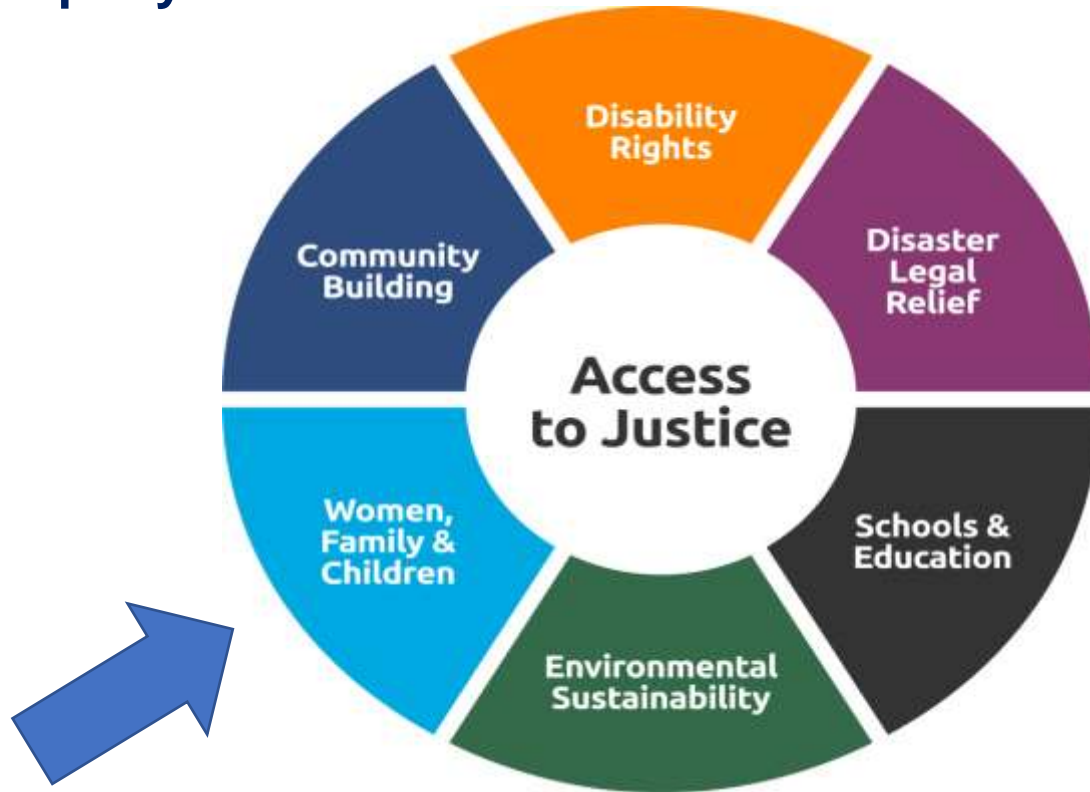 Disability
Rights
Disaster
Legal
Relief
Community
Building
Access
to Justice
Women,
Family &
Children
Schools &
Education
Environmental
Sustainability